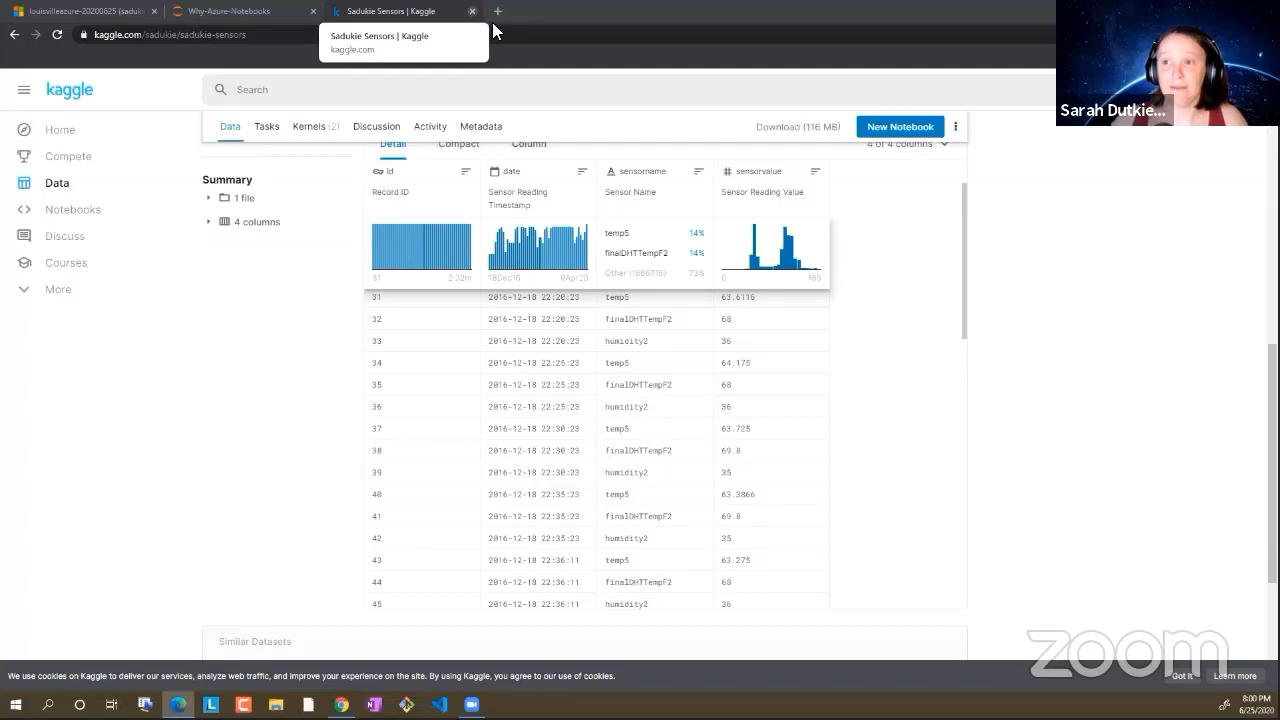 louisvilleazure-20200625 (saduki
Why-Azure-Notebooks
Sadukie Sensors | Kaggle
kaggle.com/sadukie/sadukie-sensors
Sadukie Sensors | Kaggle
kaggle.com
Sarah Dutkie...
kaggle
Search
Home
Compete
Data
Notebooks
Discuss
Courses
More
Data Tasks Kernels (2) Discussion Activity Metadata Download (116 MB) New Notebook
Detail Compact Column 4 of 4 columns
Summary
1 file
4 columns
id date sensorname sensorvalue
Record ID Sensor Reading Timestamp Sensor Name Sensor Reading Value
temp5 14%
finalDHTTempF2 14%
Other (1686716) 73%
31 2.32m 18Dec16 9Apr20 0 185
31 2016-12-18 22:20:23 temp5 63.6116
32 2016-12-18 22:20:23 finalDHTTempF2 68
33 2016-12-18 22:20:23 humidity2 36
34 2016-12-18 22:25:23 temp5 64.175
35 2016-12-18 22:25:23 finalDHTTempF2 68
36 2016-12-18 22:25:23 humidity2 36
37 2016-12-18 22:30:23 temp5 63.725
38 2016-12-18 22:30:23 finalDHTTempF2 69.8
39 2016-12-18 22:30:23 humidity2 35
40 2016-12-18 22:35:23 temp5 63.3866
41 2016-12-18 22:35:23 finalDHTTempF2 69.8
42 2016-12-18 22:35:23 humidity2 35
43 2016-12-18 22:36:11 temp5 63.275
44 2016-12-18 22:36:11 finalDHTTempF2 68
45 2016-12-18 22:36:11 humidity2 36
Similar Datasets
zoom
We use cookies on Kaggle to deliver our services, analyze web traffic, and improve your experience on the site. By using Kaggle, you agree to our use of cookies.
Got it Learn more
8:00 PM
6/25/2020